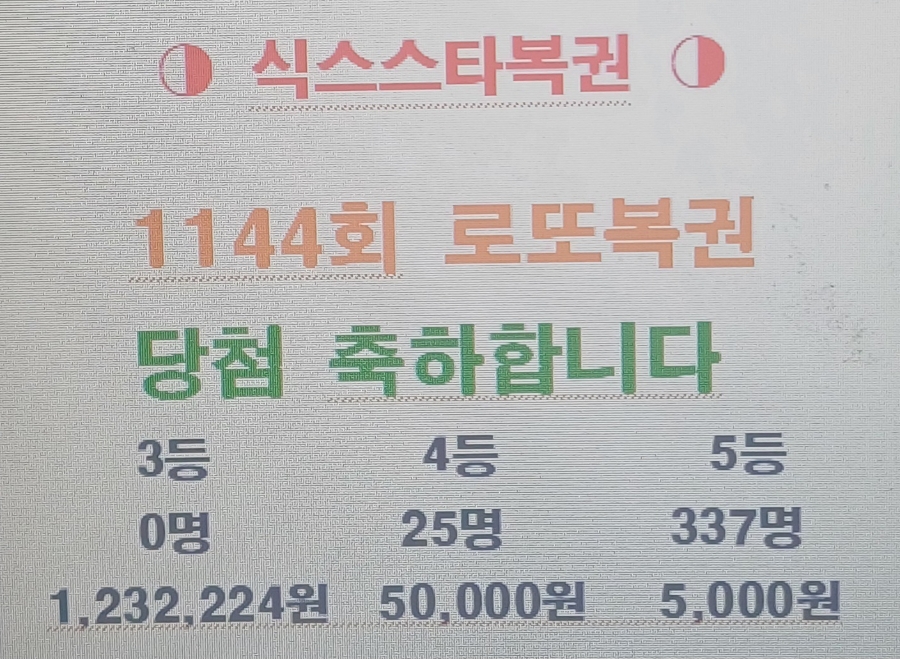 ◑ 식스스타복권 ◑
1144회 로또복권
당첨 축하합니다
3등 4등 5등
0명 25명 337명
1,232,224원 50,000원 5,000원